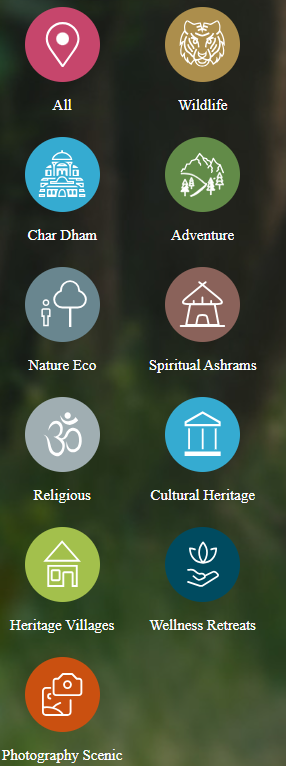 All
Wildlife
Char Dham
Adventure
Nature Eco
Spiritual Ashrams
Religious
Cultural Heritage
Heritage Villages
Wellness Retreats
Photography Scenic